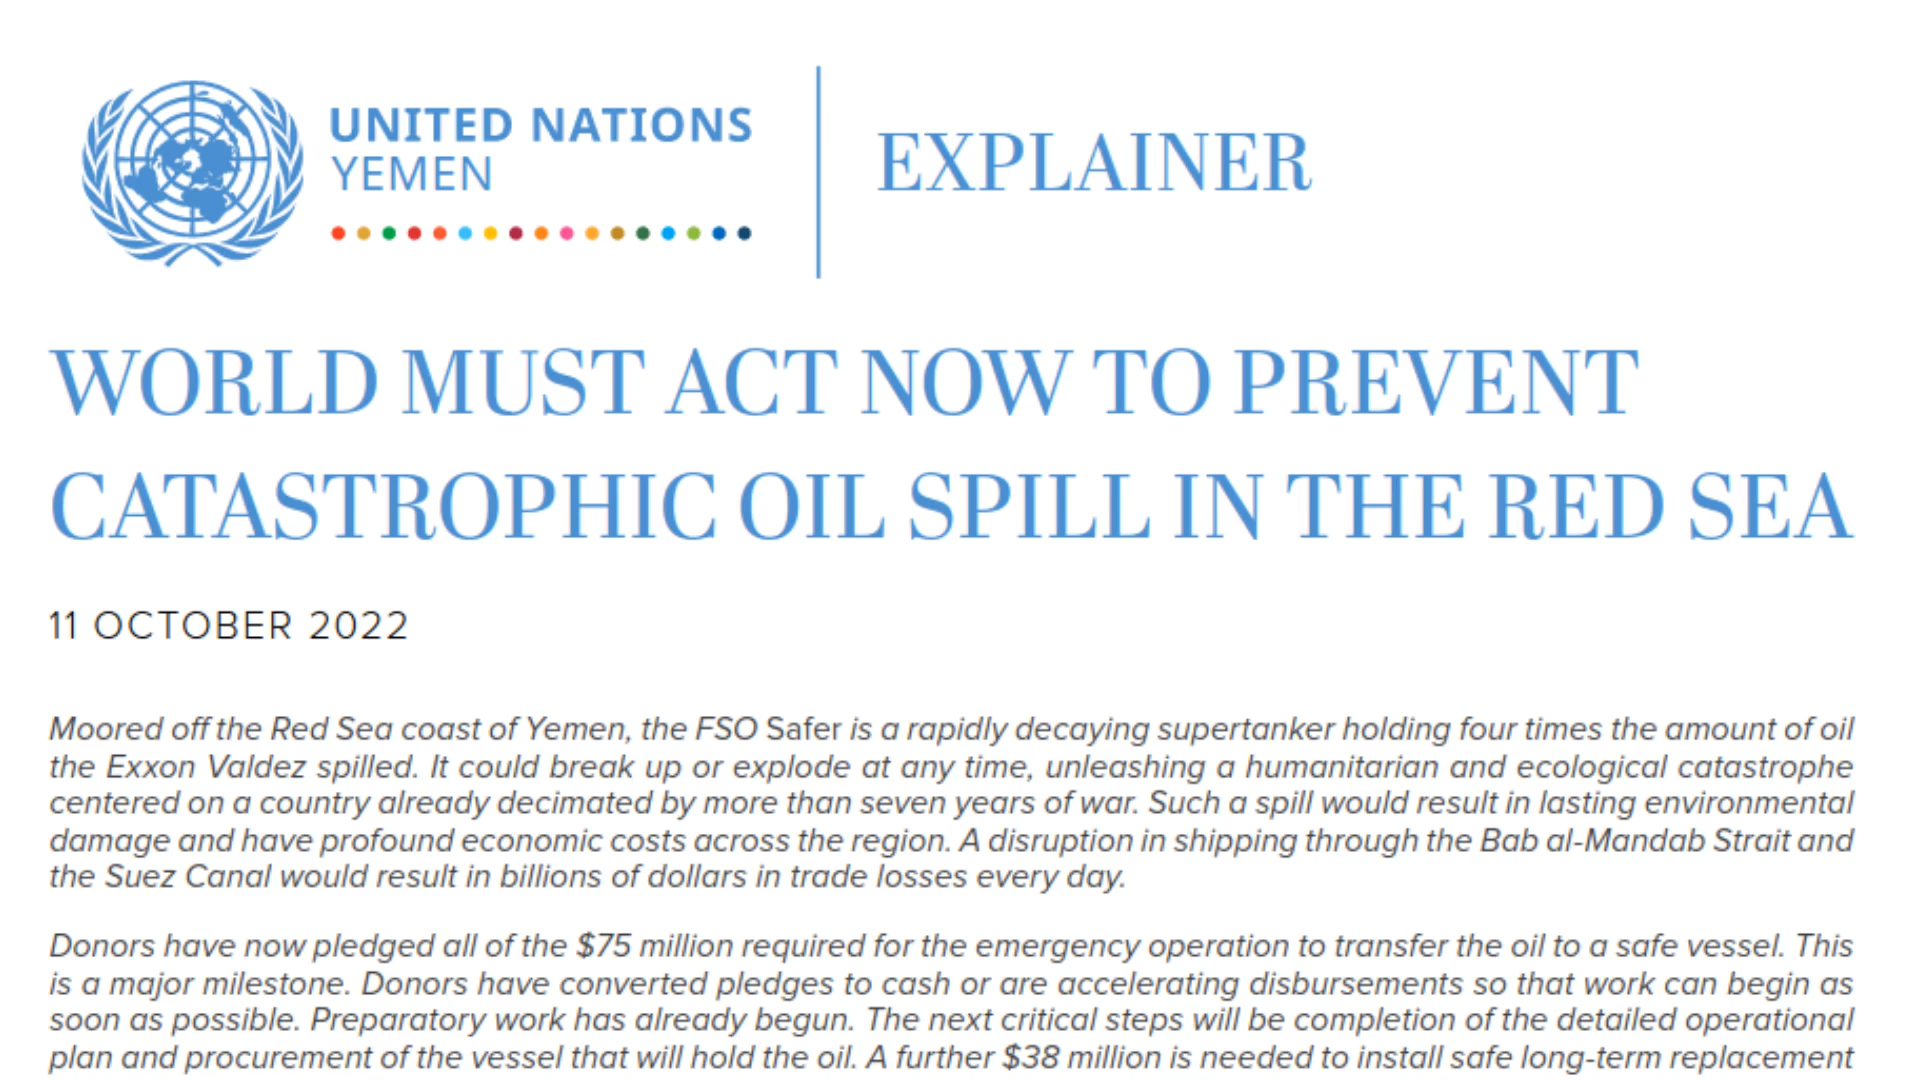 UNITED NATIONS
YEMEN
EXPLAINER
WORLD MUST ACT NOW TO PREVENT
CATASTROPHIC OIL SPILL IN THE RED SEA
11 OCTOBER 2022
Moored off the Red Sea coast of Yemen, the FSO Safer is a rapidly decaying supertanker holding four times the amount of oil
the Exxon Valdez spilled. It could break up or explode at any time, unleashing a humanitarian and ecological catastrophe
centered on a country already decimated by more than seven years of war. Such a spill would result in lasting environmental
damage and have profound economic costs across the region. A disruption in shipping through the Bab al-Mandab Strait and
the Suez Canal would result in billions of dollars in trade losses every day.
Donors have now pledged all of the $75 million required for the emergency operation to transfer the oil to a safe vessel. This
is a major milestone. Donors have converted pledges to cash or are accelerating disbursements so that work can begin as
soon as possible. Preparatory work has already begun. The next critical steps will be completion of the detailed operational
plan and procurement of the vessel that will hold the oil. A further $38 million is needed to install safe long-term replacement